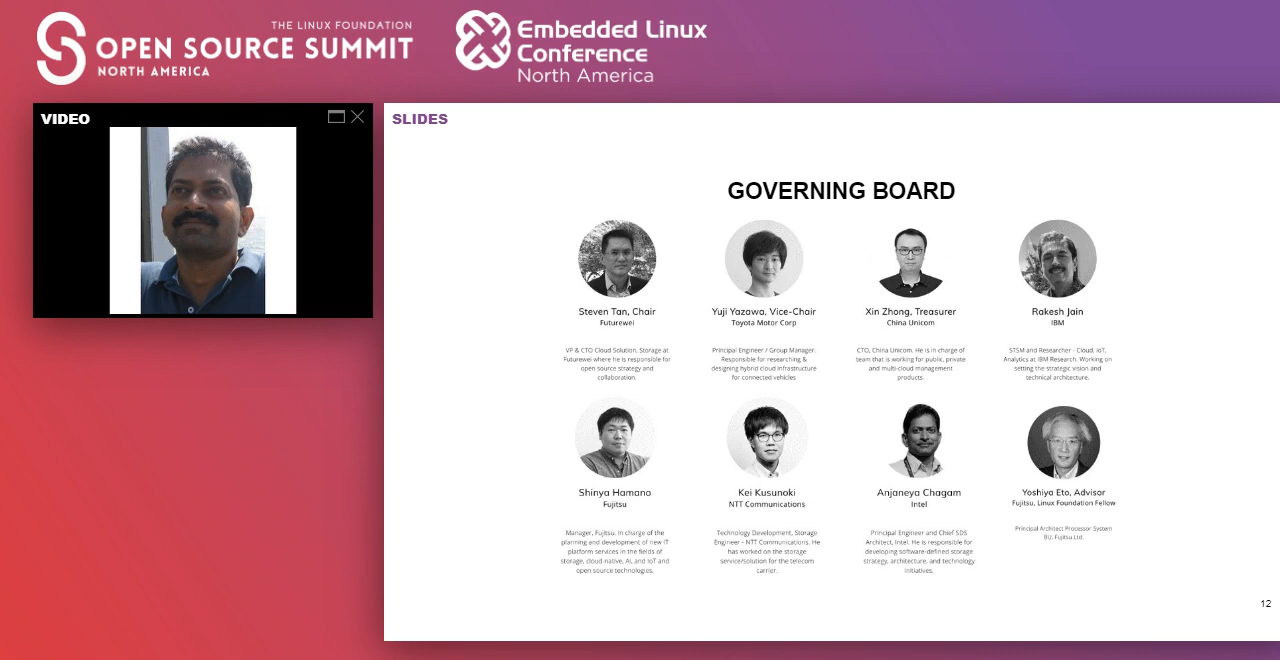 THE LINUX FOUNDATION
OPEN SOURCE SUMMIT
NORTH AMERICA
Embedded Linux
Conference
North America
VIDEO
SLIDES
GOVERNING BOARD
Steven Tan, Chair
Futurewei
VP & CTO Cloud Solution, Storage at
Futurewei where he is responsible for
open source strategy and
collaboration.
Yuji Yazawa, Vice-Chair
Toyota Motor Corp
Principal Engineer / Group Manager.
Responsible for researching &
designing hybrid cloud infrastructure
for connected vehicles
Xin Zhong, Treasurer
China Unicom
CTO, China Unicom. He is in charge of
team that is working for public, private
and multi-cloud management
products.
Rakesh Jain
IBM
STSM and Researcher - Cloud, IoT,
Analytics at IBM Research. Working on
setting the strategic vision and
technical architecture.
Shinya Hamano
Fujitsu
Manager, Fujitsu. In charge of the
planning and development of new IT
platform services in the fields of
storage, cloud-native, AI, and IoT and
open source technologies.
Kei Kusunoki
NTT Communications
Technology Development, Storage
Engineer - NTT Communications. He
has worked on the storage
service/solution for the telecom
carrier.
Anjaneya Chagam
Intel
Principal Engineer and Chief SDS
Architect, Intel. He is responsible for
developing software-defined storage
strategy, architecture, and technology
initiatives.
Yoshiya Eto, Advisor
Fujitsu, Linux Foundation Fellow
Principal Architect Processor System
BU, Fujitsu Ltd.
12